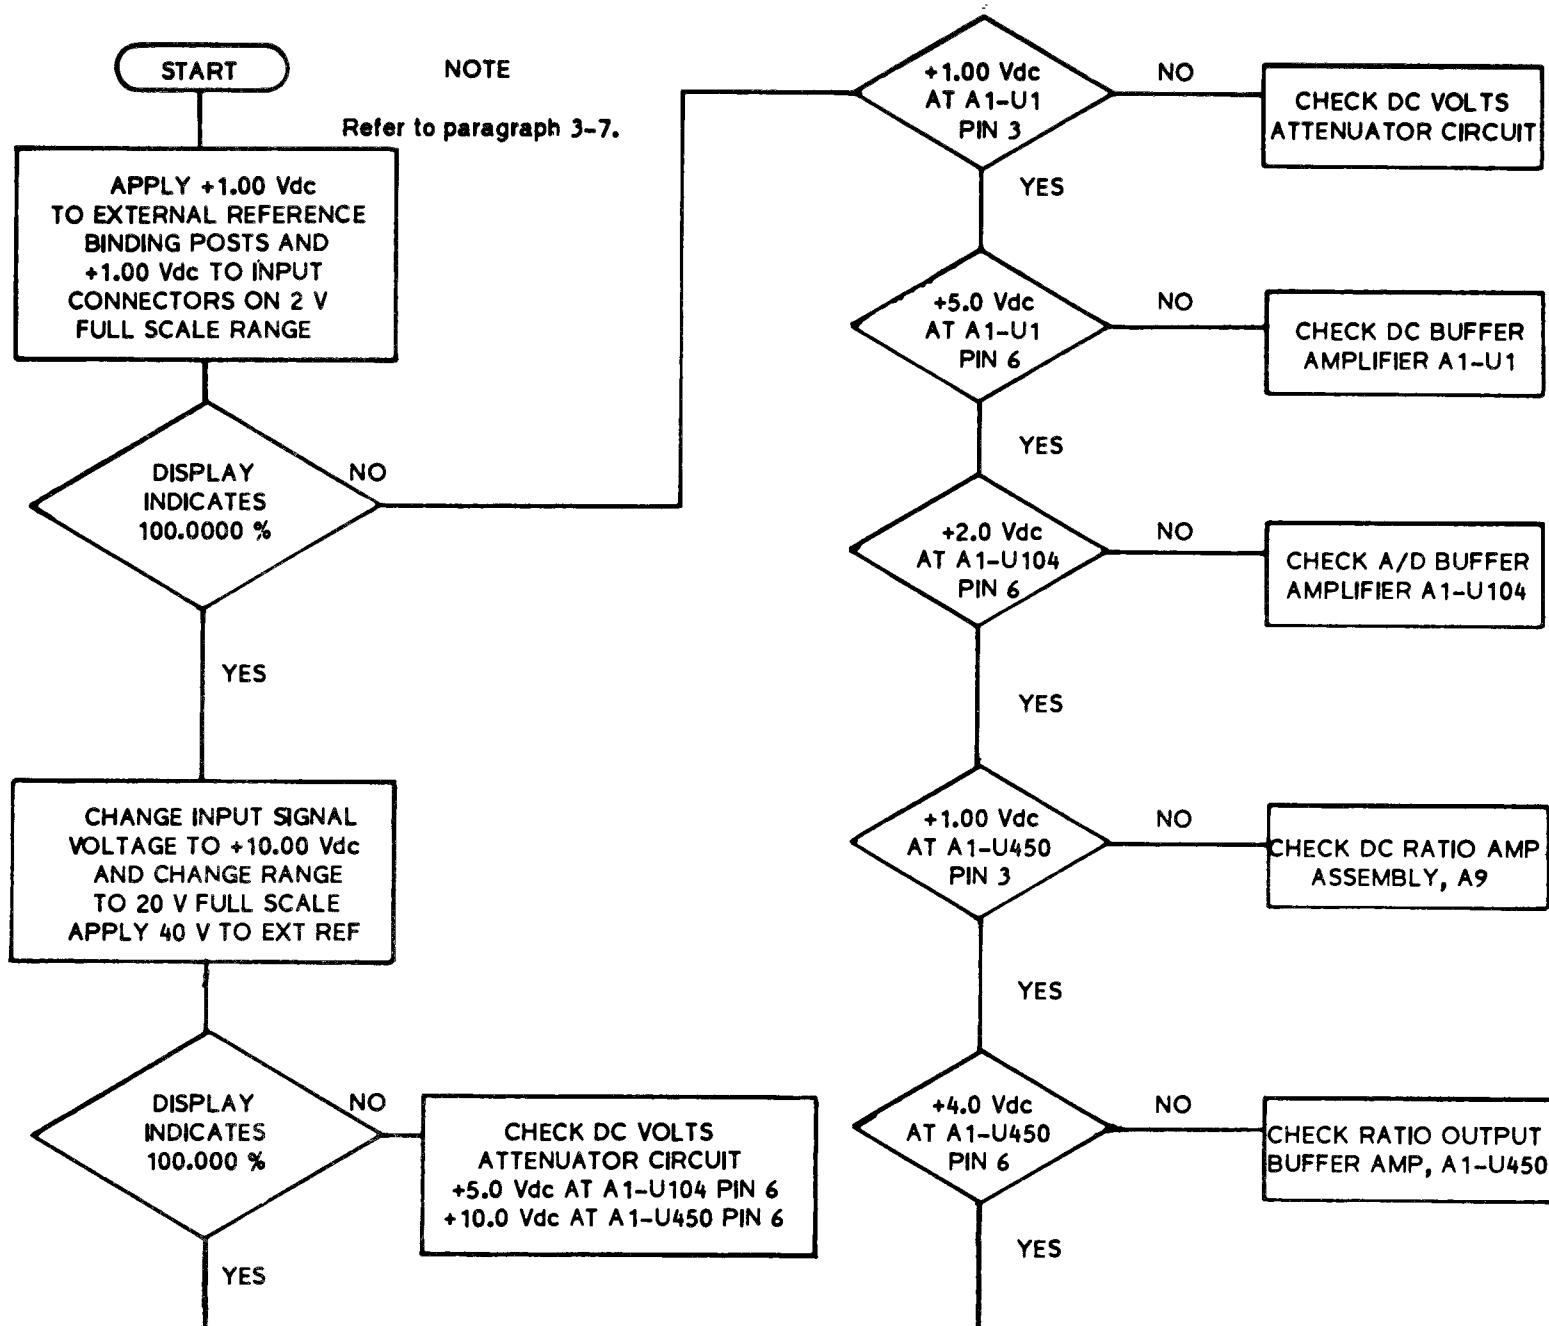 START
NOTE
Refer to paragraph 3-7.
APPLY +1.00 Vdc
TO EXTERNAL REFERENCE
BINDING POSTS AND
+1.00 Vdc TO INPUT
CONNECTORS ON 2 V
FULL SCALE RANGE
DISPLAY
INDICATES
100.0000 %
NO
YES
CHANGE INPUT SIGNAL
VOLTAGE TO +10.00 Vdc
AND CHANGE RANGE
TO 20 V FULL SCALE
APPLY 40 V TO EXT REF
DISPLAY
INDICATES
100.000 %
NO
CHECK DC VOLTS
ATTENUATOR CIRCUIT
+5.0 Vdc AT A1-U104 PIN 6
+10.0 Vdc AT A1-U450 PIN 6
YES
+1.00 Vdc
AT A1-U1
PIN 3
NO
CHECK DC VOLTS
ATTENUATOR CIRCUIT
YES
+5.0 Vdc
AT A1-U1
PIN 6
NO
CHECK DC BUFFER
AMPLIFIER A1-U1
YES
+2.0 Vdc
AT A1-U104
PIN 6
NO
CHECK A/D BUFFER
AMPLIFIER A1-U104
YES
+1.00 Vdc
AT A1-U450
PIN 3
NO
CHECK DC RATIO AMP
ASSEMBLY, A9
YES
+4.0 Vdc
AT A1-U450
PIN 6
NO
CHECK RATIO OUTPUT
BUFFER AMP, A1-U450
YES